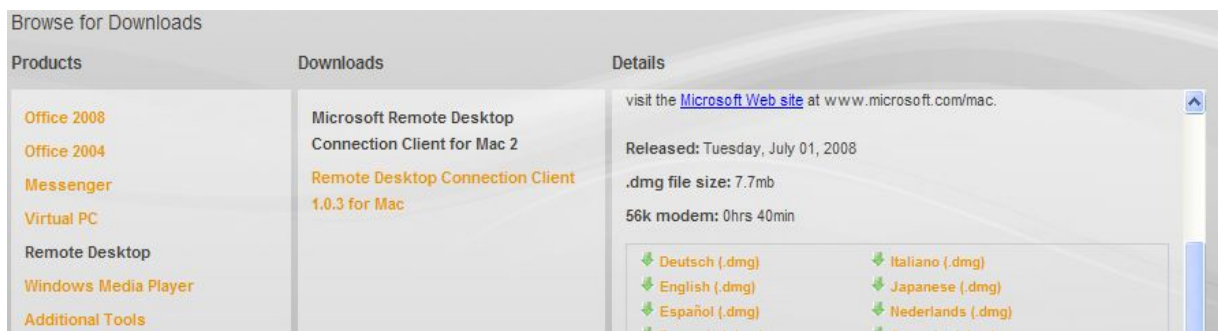 Browse for Downloads
Products
Downloads
Details
Office 2008
Office 2004
Messenger
Virtual PC
Remote Desktop
Windows Media Player
Additional Tools
Microsoft Remote Desktop
Connection Client for Mac 2
Remote Desktop Connection Client
1.0.3 for Mac
visit the Microsoft Web site at www.microsoft.com/mac.
Released: Tuesday, July 01, 2008
.dmg file size: 7.7mb
56k modem: 0hrs 40min
Deutsch (.dmg)
English (.dmg)
Español (.dmg)
Italiano (.dmg)
Japanese (.dmg)
Nederlands (.dmg)